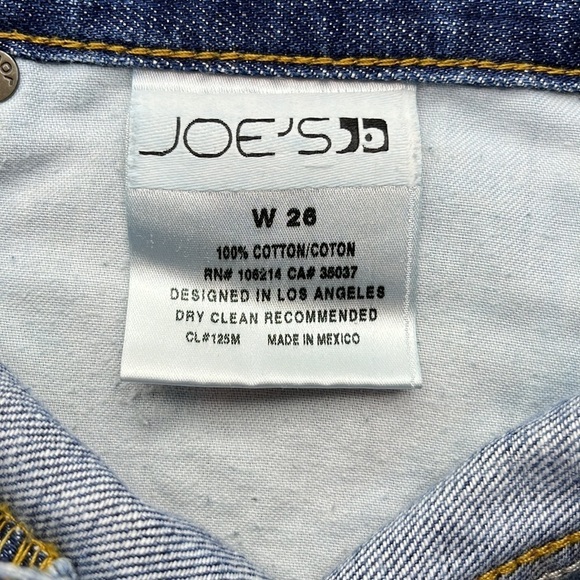 JOE'S
W 26
100% COTTON/COTON
RN# 106214 CA# 35037
DESIGNED IN LOS ANGELES
DRY CLEAN RECOMMENDED
CL#125M MADE IN MEXICO